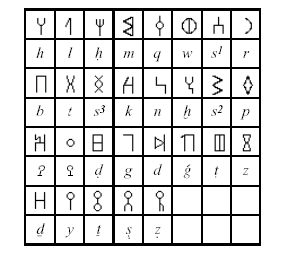 𐩠 𐩡 𐩢 𐩣 𐩤 𐩥 𐩪 𐩧
h l ḥ m q w s¹ r
𐩨 𐩩 𐩯 𐩫 𐩬 𐩭 𐩦 𐩰
b t s³ k n ḫ s² p
𐩱 𐩲 𐩳 𐩴 𐩵 𐩶 𐩷 𐩸
ʔ ʕ ḍ g d ǵ ṭ z
𐩹 𐩺 𐩻 𐩮 𐩼
ḏ y ṯ ṣ ẓ